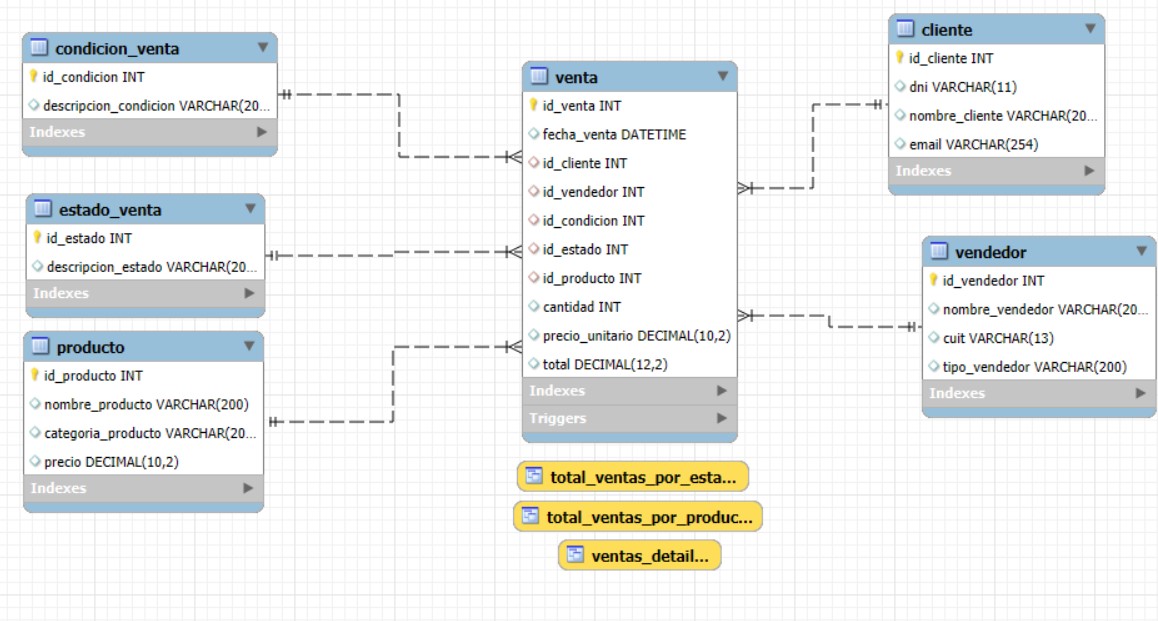 condicion_venta
id_condicion INT
descripcion_condicion VARCHAR(20...
Indexes
estado_venta
id_estado INT
descripcion_estado VARCHAR(20...
Indexes
producto
id_producto INT
nombre_producto VARCHAR(200)
categoria_producto VARCHAR(20...
precio DECIMAL(10,2)
Indexes
venta
id_venta INT
fecha_venta DATETIME
id_cliente INT
id_vendedor INT
id_condicion INT
id_estado INT
id_producto INT
cantidad INT
precio_unitario DECIMAL(10,2)
total DECIMAL(12,2)
Indexes
Triggers
total_ventas_por_esta...
total_ventas_por_produc...
ventas_detail...
cliente
id_cliente INT
dni VARCHAR(11)
nombre_cliente VARCHAR(20...
email VARCHAR(254)
Indexes
vendedor
id_vendedor INT
nombre_vendedor VARCHAR(20...
cuit VARCHAR(13)
tipo_vendedor VARCHAR(200)
Indexes